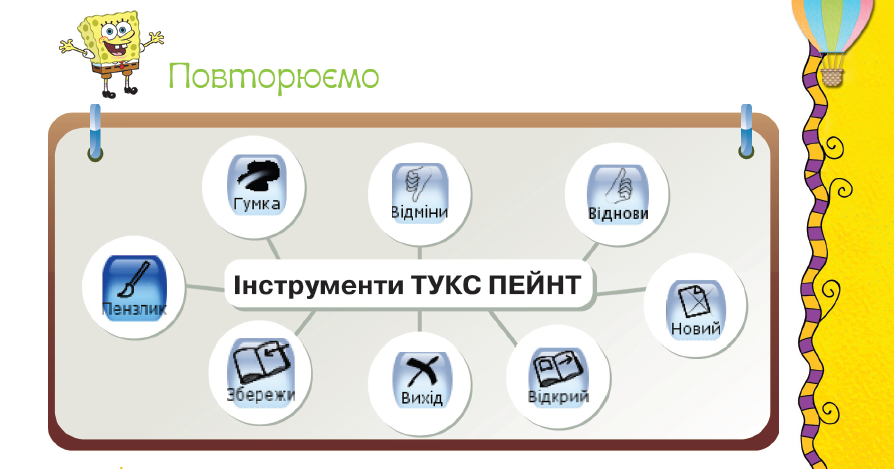 Повторюємо
Гумка
Відміни
Віднови
Пензлик
Інструменти ТУКС ПЕЙНТ
Новий
Збережи
Вихід
Відкрий